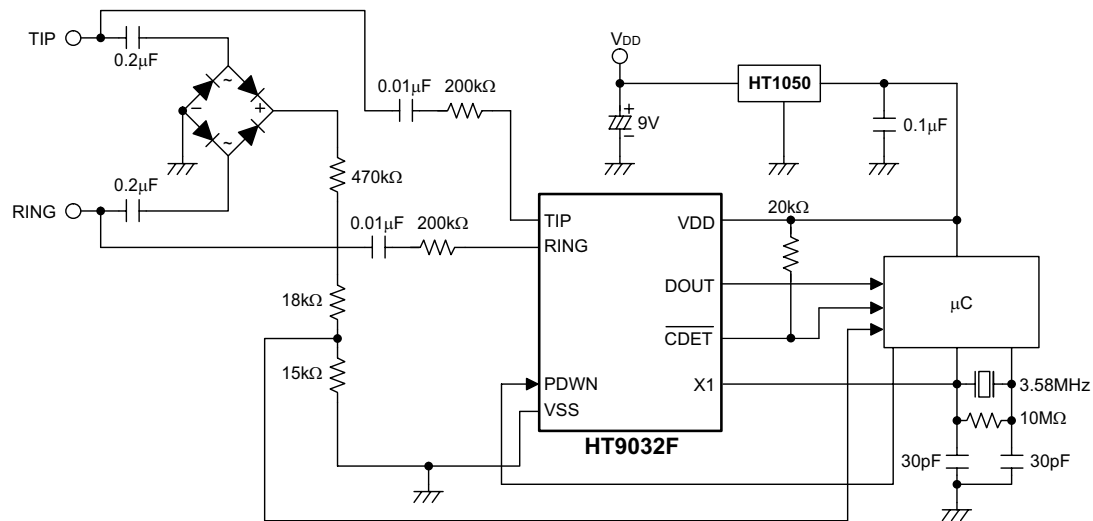 TIP
0.2μF
~
−
+
~
0.2μF
RING
0.01μF
200kΩ
470kΩ
0.01μF
200kΩ
18kΩ
15kΩ
VDD
+
9V
−
HT1050
0.1μF
20kΩ
TIP
RING
VDD
DOUT
CDET
PDWN
X1
VSS
HT9032F
μC
3.58MHz
10MΩ
30pF
30pF